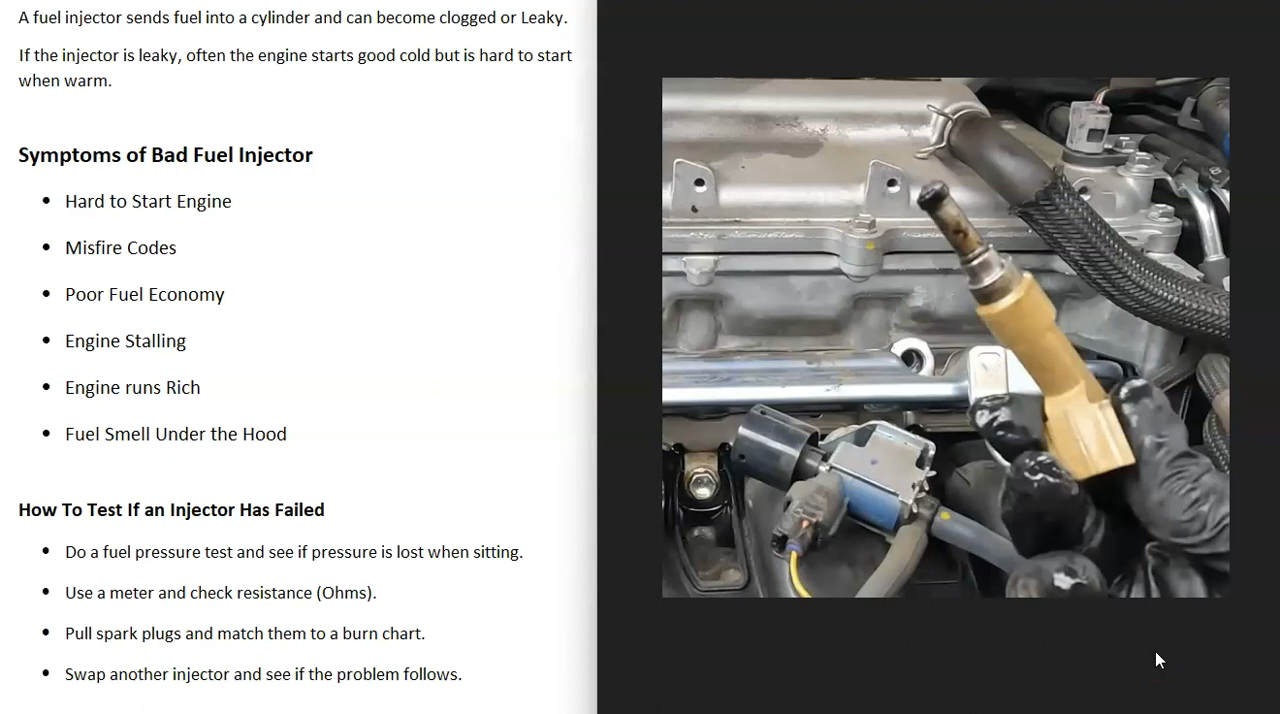 A fuel injector sends fuel into a cylinder and can become clogged or Leaky.
If the injector is leaky, often the engine starts good cold but is hard to start
when warm.
Symptoms of Bad Fuel Injector
• Hard to Start Engine
• Misfire Codes
• Poor Fuel Economy
• Engine Stalling
• Engine runs Rich
• Fuel Smell Under the Hood
How To Test If an Injector Has Failed
• Do a fuel pressure test and see if pressure is lost when sitting.
• Use a meter and check resistance (Ohms).
• Pull spark plugs and match them to a burn chart.
• Swap another injector and see if the problem follows.